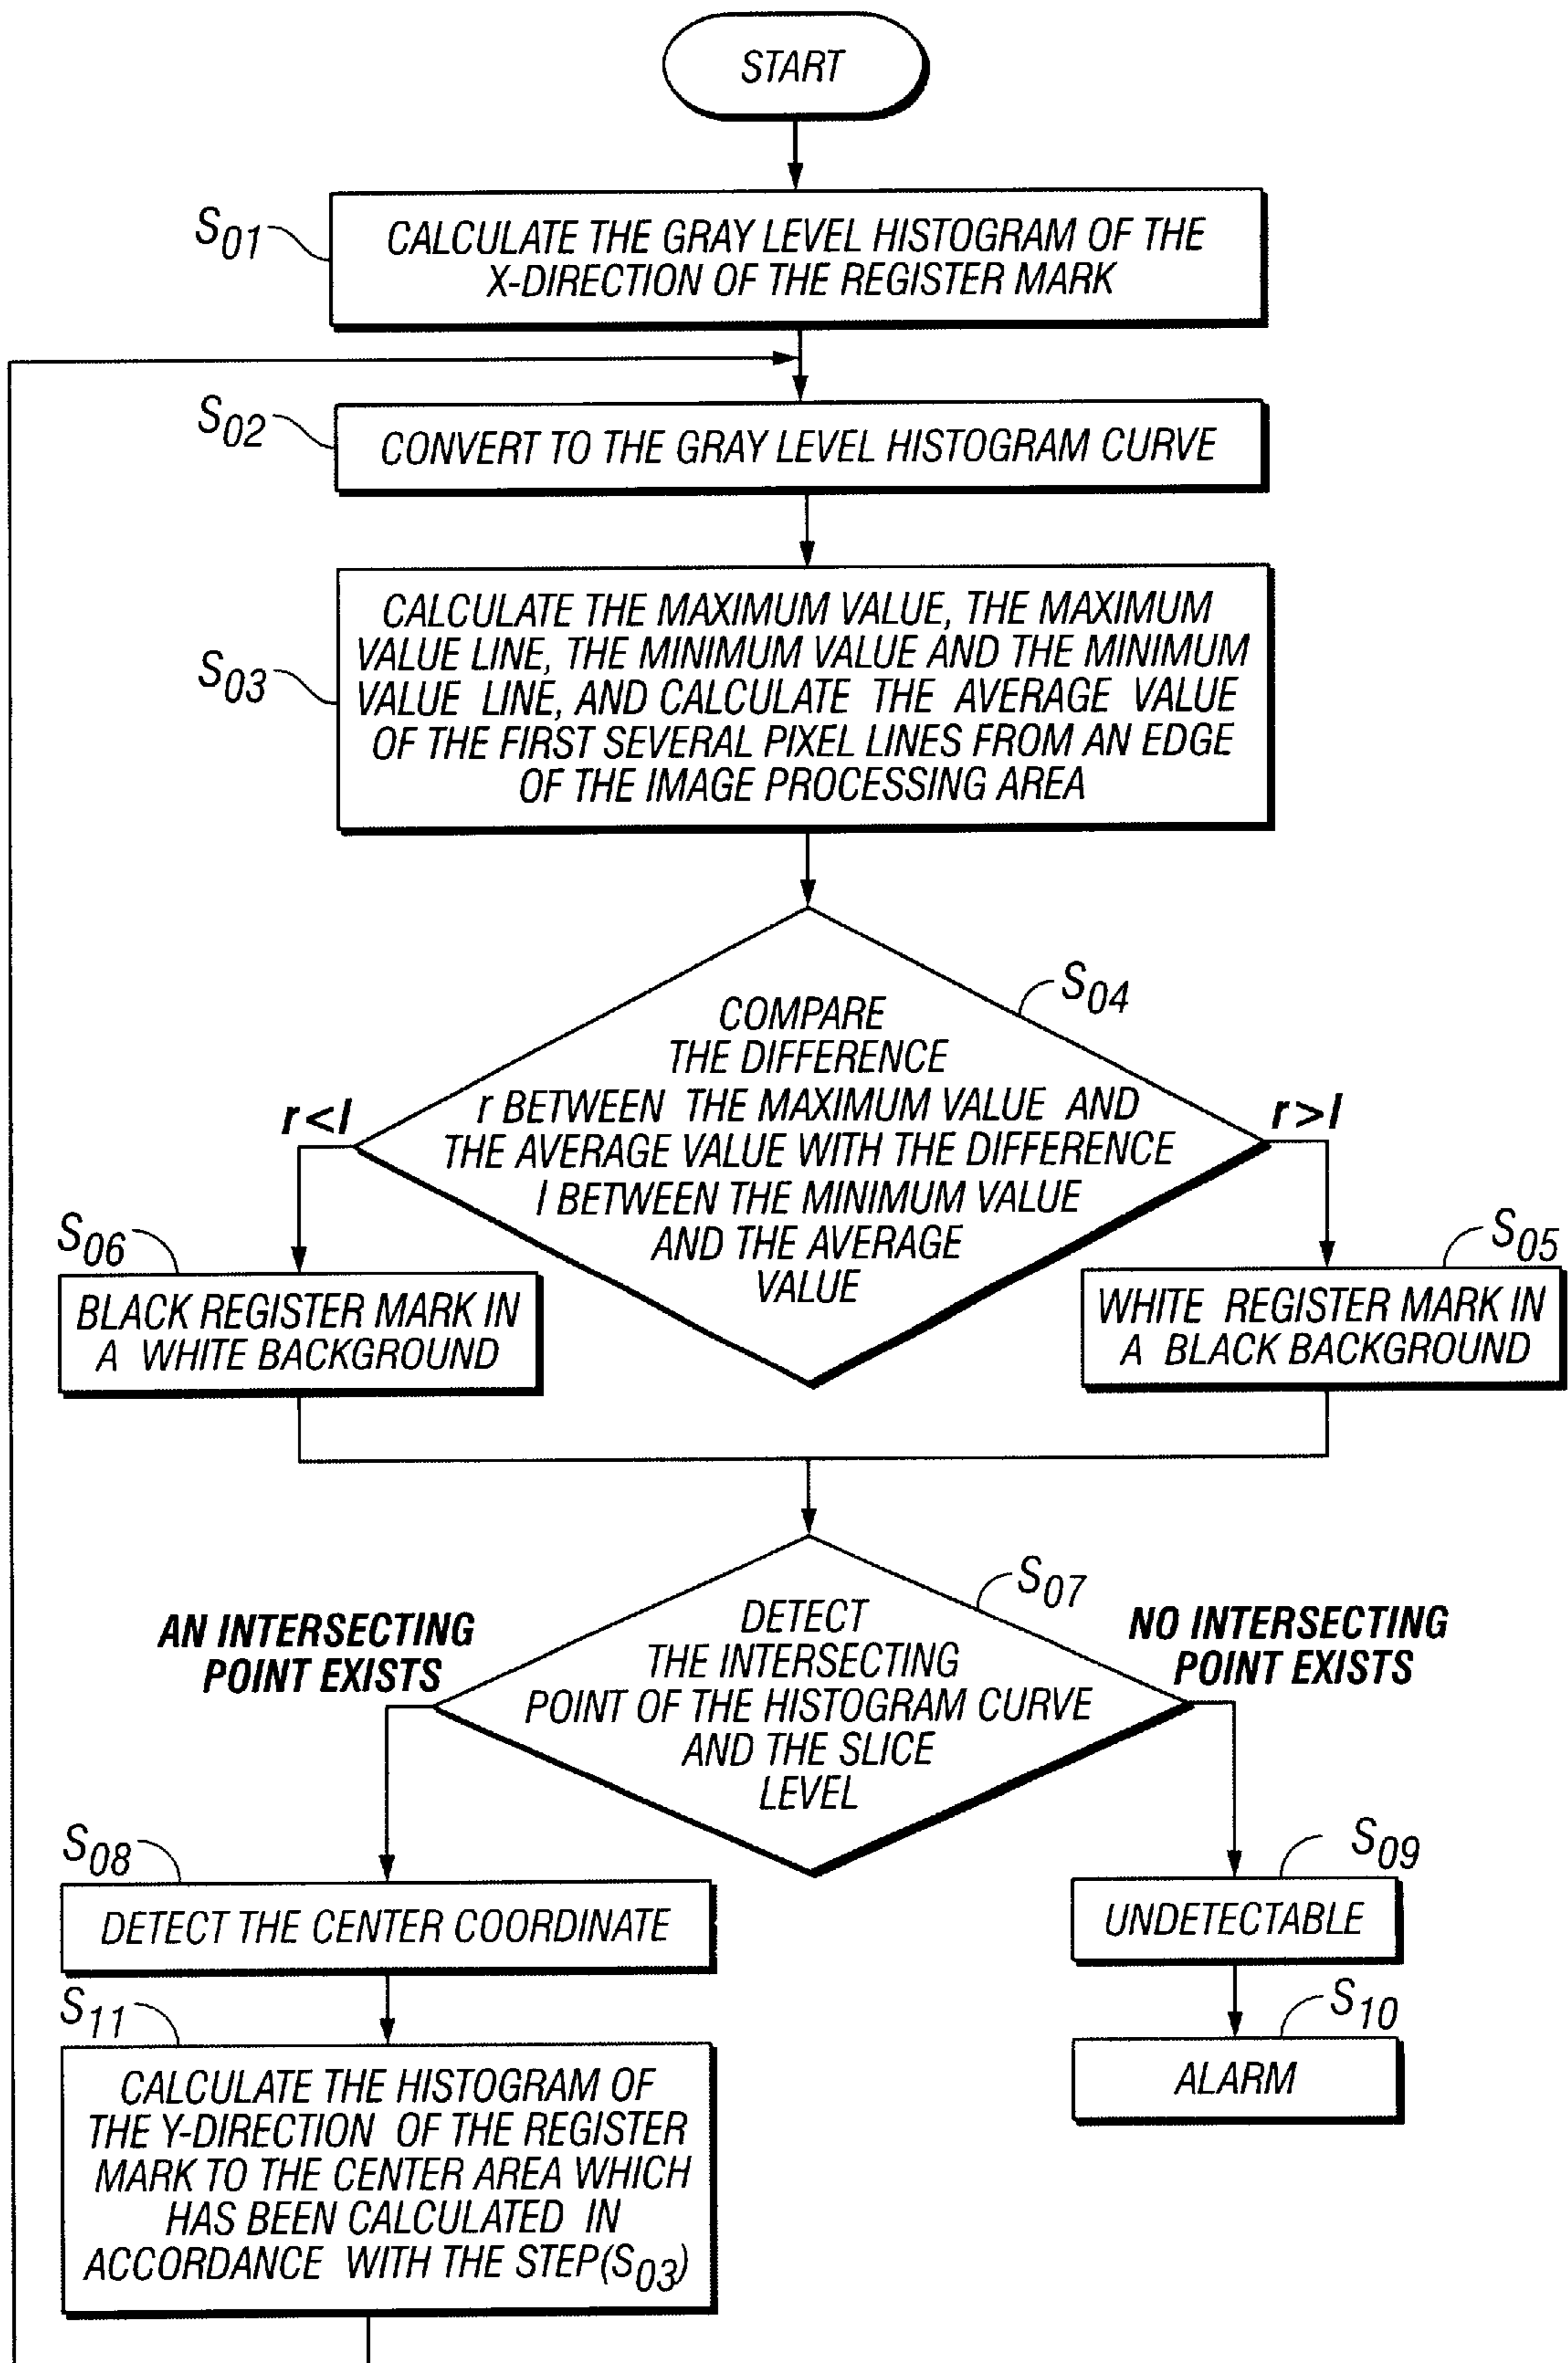 START
S01
CALCULATE THE GRAY LEVEL HISTOGRAM OF THE
X-DIRECTION OF THE REGISTER MARK
S02
CONVERT TO THE GRAY LEVEL HISTOGRAM CURVE
S03
CALCULATE THE MAXIMUM VALUE, THE MAXIMUM
VALUE LINE, THE MINIMUM VALUE AND THE MINIMUM
VALUE LINE, AND CALCULATE THE AVERAGE VALUE
OF THE FIRST SEVERAL PIXEL LINES FROM AN EDGE
OF THE IMAGE PROCESSING AREA
S04
COMPARE
THE DIFFERENCE
r BETWEEN THE MAXIMUM VALUE AND
THE AVERAGE VALUE WITH THE DIFFERENCE
l BETWEEN THE MINIMUM VALUE
AND THE AVERAGE
VALUE
r<l
r>l
S06
BLACK REGISTER MARK IN
A WHITE BACKGROUND
S05
WHITE REGISTER MARK IN
A BLACK BACKGROUND
S07
DETECT
THE INTERSECTING
POINT OF THE HISTOGRAM CURVE
AND THE SLICE
LEVEL
AN INTERSECTING
POINT EXISTS
NO INTERSECTING
POINT EXISTS
S08
DETECT THE CENTER COORDINATE
S09
UNDETECTABLE
S11
CALCULATE THE HISTOGRAM OF
THE Y-DIRECTION OF THE REGISTER
MARK TO THE CENTER AREA WHICH
HAS BEEN CALCULATED IN
ACCORDANCE WITH THE STEP(S03)
S10
ALARM